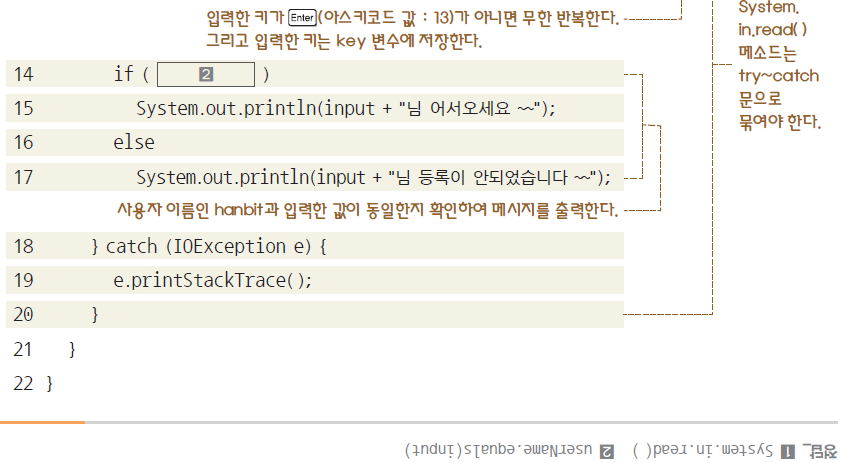 입력한 키가 Enter(아스키코드 값 : 13)가 아니면 무한 반복한다.
그리고 입력한 키는 key 변수에 저장한다.
14 if ( 2 )
15 System.out.println(input + "님 어서오세요 ~~");
16 else
17 System.out.println(input + "님 등록이 안되었습니다 ~~");
사용자 이름인 hanbit과 입력한 값이 동일한지 확인하여 메시지를 출력한다.
18 } catch (IOException e) {
19 e.printStackTrace();
20 }
21 }
22 }
System.
in.read( )
메소드는
try~catch
문으로
묶여야 한다.
정답_ 1 System.in.read( ) 2 userName.equals(input)